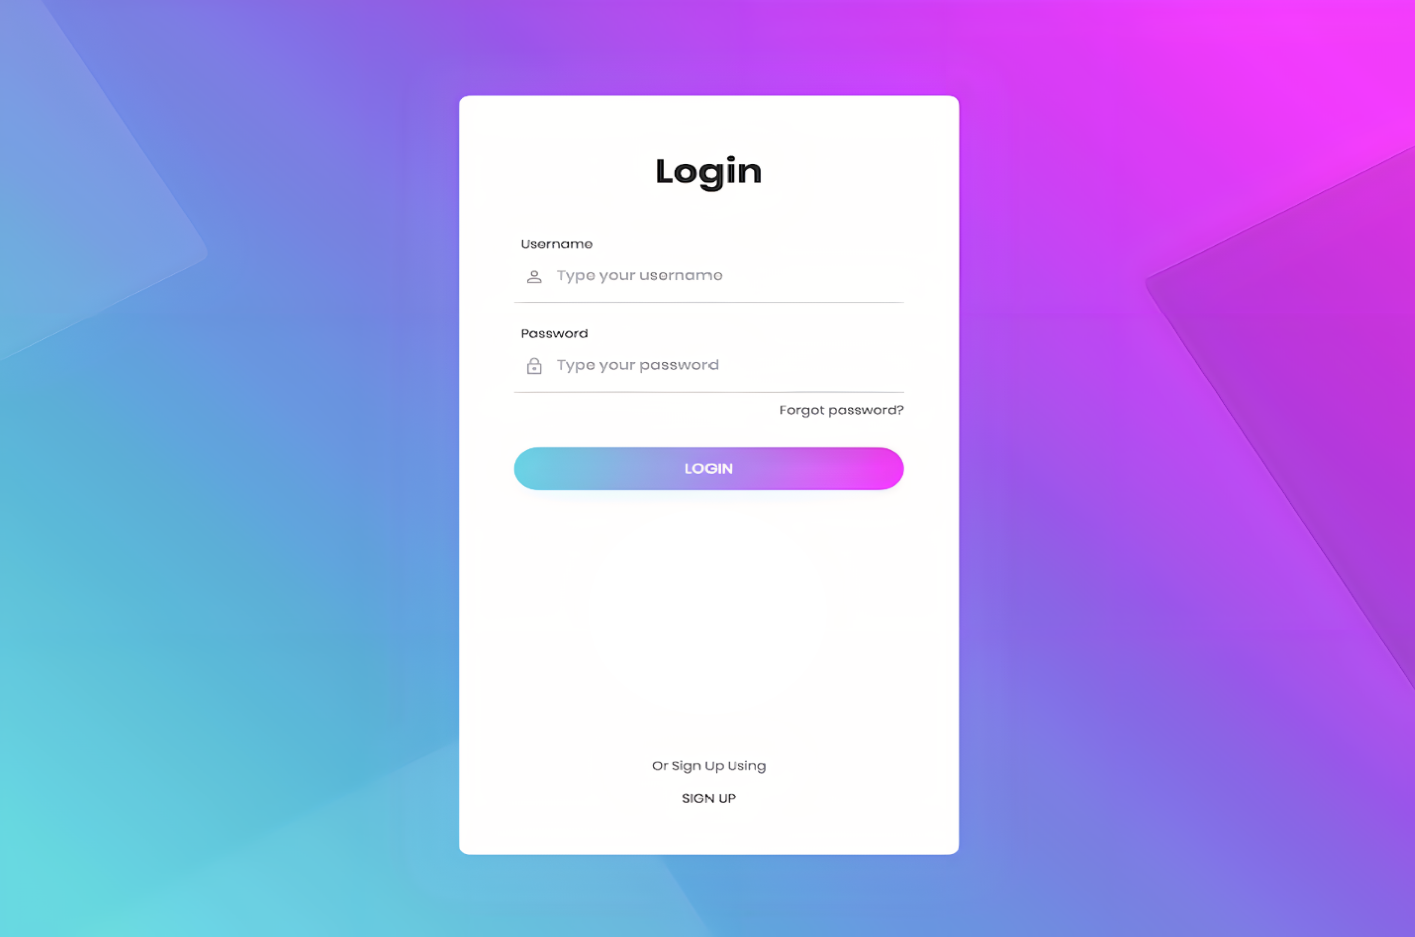 Login
Username
Type your username
Password
Type your password
Forgot password?
LOGIN
Or Sign Up Using
SIGN UP